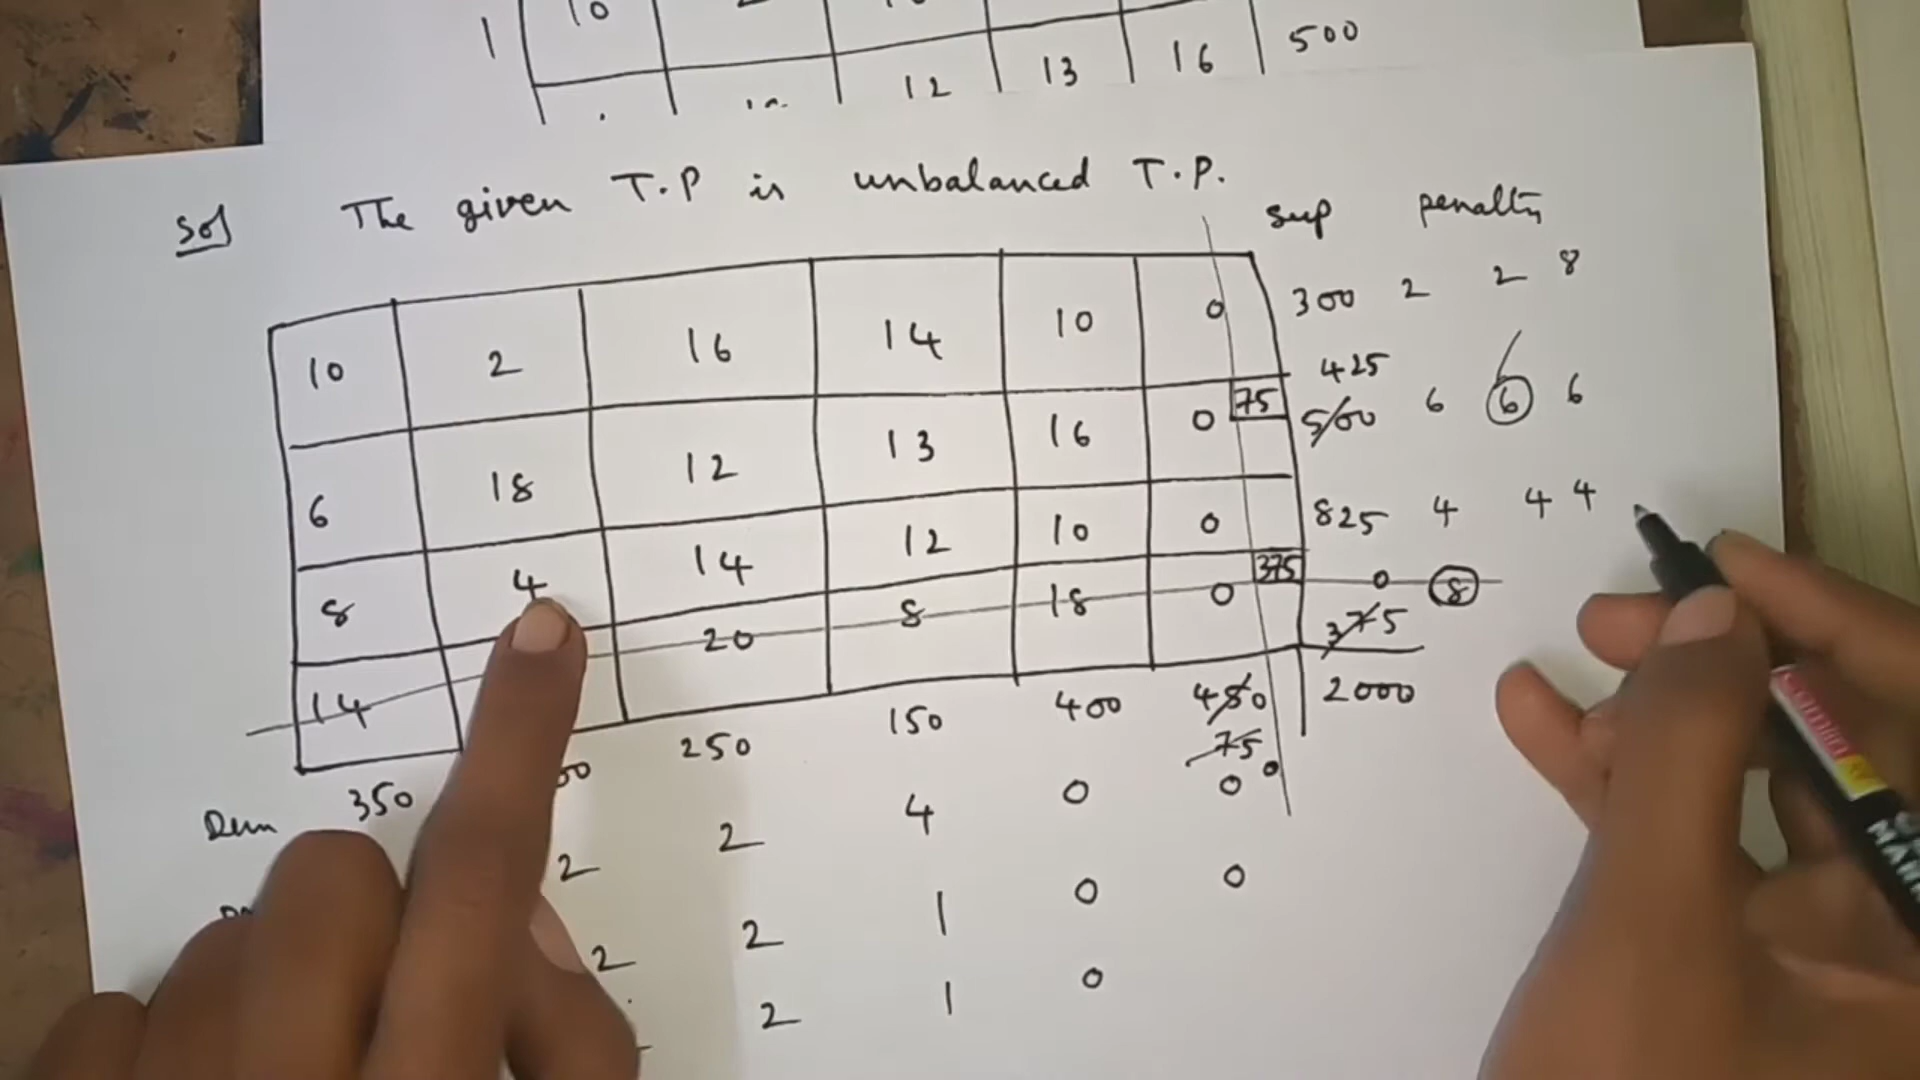 1 10 500
12 13 16
Sol The given T.P is unbalanced T.P.
sup penalty
10 2 16 14 10 0 300 2 2 8
425
6 18 12 13 16 0 75 500 6 6 6
8 4 14 12 10 0 825 4 4 4
14 20 8 18 0 375 0 8
375
2000
Dem 350 250 150 400 450
75 0
2 2 4 0 0
2 2 1 0 0
2 1 0
Camlin